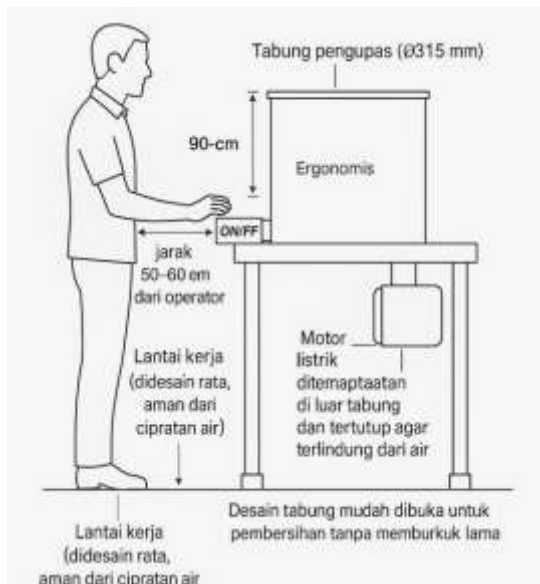 Tabung pengupas (Ø315 mm)
90-cm
Ergonomis
ON/FF
jarak
50–60 em
dari operator
Motor
listrik
ditemaptaatan
di luar tabung
dan tertutup agar
terlindung dari air
Lantai kerja
(didesain rata,
aman dari
cipratan air)
Desain tabung mudah dibuka untuk
pembersihan tanpa memburkuk lama
Lantai kerja
(didesain rata,
aman dari cipratan air